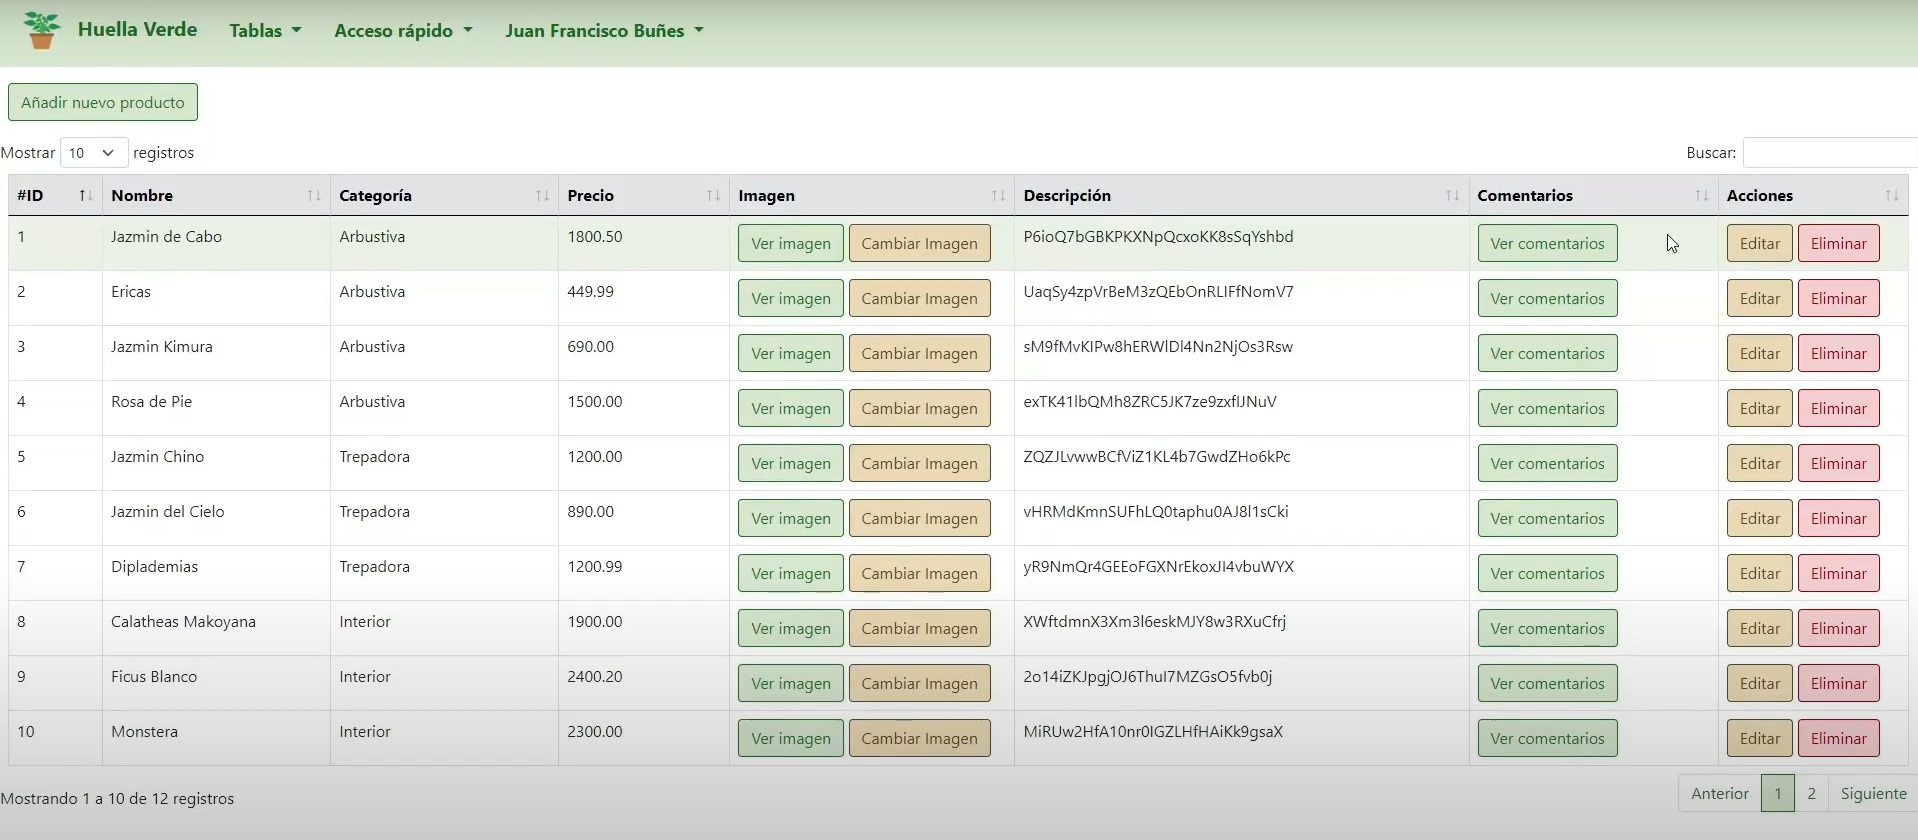 Huella Verde Tablas Acceso rápido Juan Francisco Buñes
Añadir nuevo producto
Mostrar 10 registros Buscar:
#ID Nombre Categoría Precio Imagen Descripción Comentarios Acciones
1 Jazmin de Cabo Arbustiva 1800.50 Ver imagen Cambiar Imagen P6ioQ7bGBKPKXNpQcxoKK8sSqYshbd Ver comentarios Editar Eliminar
2 Ericas Arbustiva 449.99 Ver imagen Cambiar Imagen UaqSy4zpVrBeM3zQEbOnRLIFfNomV7 Ver comentarios Editar Eliminar
3 Jazmin Kimura Arbustiva 690.00 Ver imagen Cambiar Imagen sM9fMvKIPw8hERWlDl4Nn2NjOs3Rsw Ver comentarios Editar Eliminar
4 Rosa de Pie Arbustiva 1500.00 Ver imagen Cambiar Imagen exTK41lbQMh8ZRC5JK7ze9zxfIJNuV Ver comentarios Editar Eliminar
5 Jazmin Chino Trepadora 1200.00 Ver imagen Cambiar Imagen ZQZJLvwwBCfViZ1KL4b7GwdZHo6kPc Ver comentarios Editar Eliminar
6 Jazmin del Cielo Trepadora 890.00 Ver imagen Cambiar Imagen vHRMdKmnSUFhLQ0taphu0AJ8l1sCki Ver comentarios Editar Eliminar
7 Diplademias Trepadora 1200.99 Ver imagen Cambiar Imagen yR9NmQr4GEEoFGXNrEkoxJI4vbuWYX Ver comentarios Editar Eliminar
8 Calatheas Makoyana Interior 1900.00 Ver imagen Cambiar Imagen XWftdmnX3Xm3l6eskMJY8w3RXuCfrj Ver comentarios Editar Eliminar
9 Ficus Blanco Interior 2400.20 Ver imagen Cambiar Imagen 2o14iZKJpgjOJ6ThuI7MZGsO5fvb0j Ver comentarios Editar Eliminar
10 Monstera Interior 2300.00 Ver imagen Cambiar Imagen MiRUw2HfA10nr0IGZLHfHAiKk9gsaX Ver comentarios Editar Eliminar
Mostrando 1 a 10 de 12 registros Anterior 1 2 Siguiente